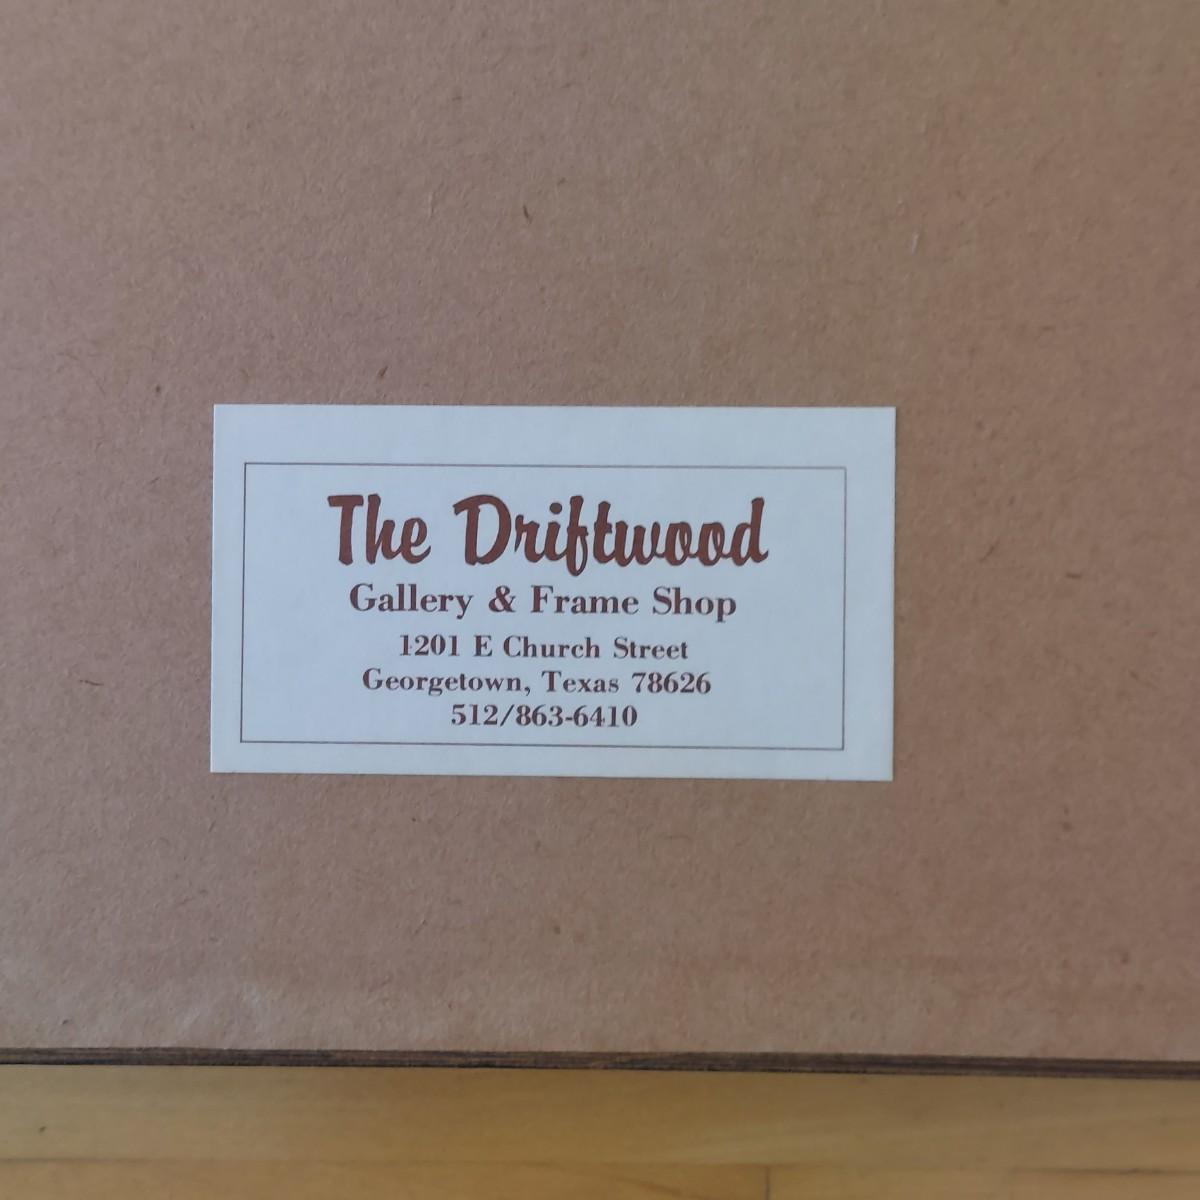 The Driftwood
Gallery & Frame Shop
1201 E Church Street
Georgetown, Texas 78626
512/863-6410